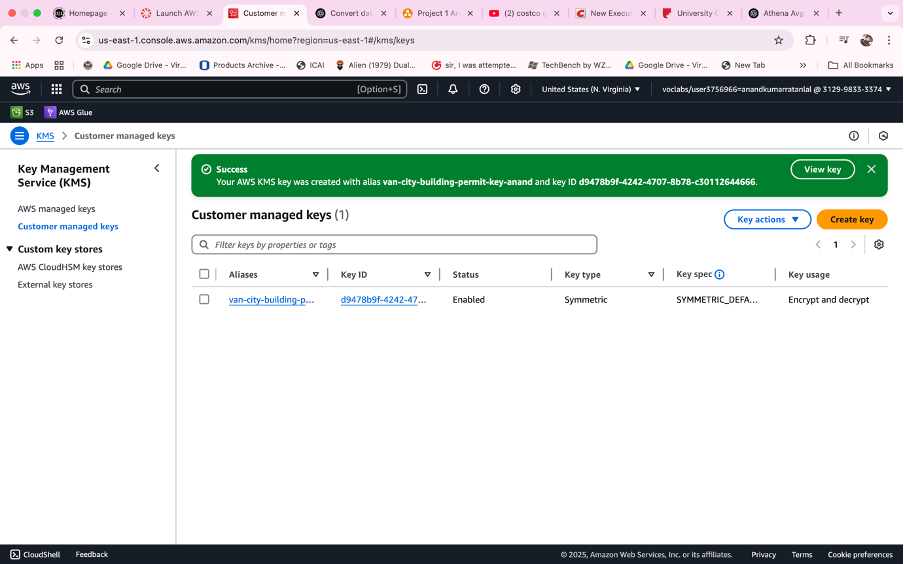 Homepage
Launch AWS
Customer m
Convert dat
Project 1 An
(2) costco g
New Execut
University C
Athena Avg
us-east-1.console.aws.amazon.com/kms/home?region=us-east-1#/kms/keys
Apps
Google Drive - Vir...
Products Archive -...
ICAI
Alien (1979) Dual...
sir, i was attempte...
TechBench by WZ...
Google Drive - Vir...
New Tab
All Bookmarks
aws
Search [Option+S]
United States (N. Virginia)
voclabs/user3756966=anandkumarratanlal @ 3129-9833-3374
S3
AWS Glue
KMS
Customer managed keys
Key Management Service (KMS)
AWS managed keys
Customer managed keys
Custom key stores
AWS CloudHSM key stores
External key stores
Success
Your AWS KMS key was created with alias van-city-building-permit-key-anand and key ID d9478b9f-4242-4707-8b78-c30112644666.
View key
Customer managed keys (1)
Key actions
Create key
Filter keys by properties or tags
1
Aliases Key ID Status Key type Key spec Key usage
van-city-building-p... d9478b9f-4242-47... Enabled Symmetric SYMMETRIC_DEFA... Encrypt and decrypt
CloudShell Feedback © 2025, Amazon Web Services, Inc. or its affiliates. Privacy Terms Cookie preferences